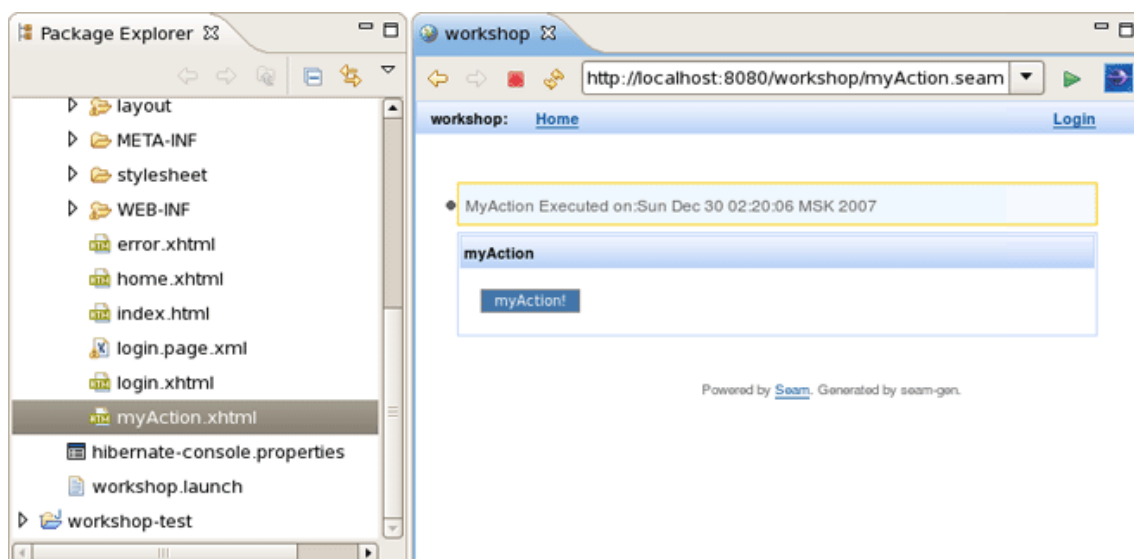 Package Explorer
layout
META-INF
stylesheet
WEB-INF
error.xhtml
home.xhtml
index.html
login.page.xml
login.xhtml
myAction.xhtml
hibernate-console.properties
workshop.launch
workshop-test
workshop
http://localhost:8080/workshop/myAction.seam
workshop: Home Login
MyAction Executed on:Sun Dec 30 02:20:06 MSK 2007
myAction
myAction!
Powered by Seam. Generated by seam-gen.